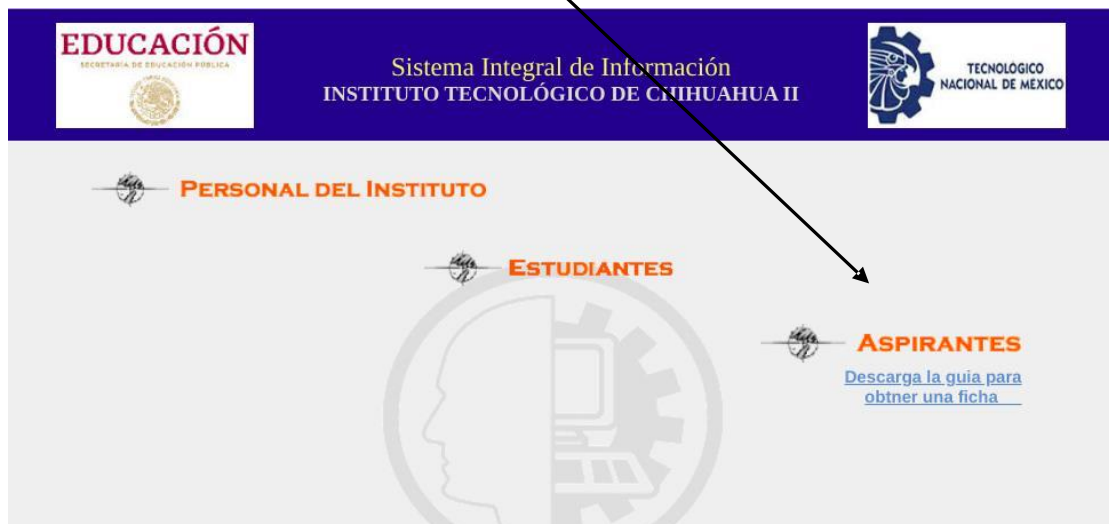 EDUCACIÓN
SECRETARÍA DE EDUCACIÓN PÚBLICA
Sistema Integral de Información
INSTITUTO TECNOLÓGICO DE CHIHUAHUA II
TECNOLÓGICO
NACIONAL DE MÉXICO
PERSONAL DEL INSTITUTO
ESTUDIANTES
ASPIRANTES
Descarga la guia para
obtner una ficha